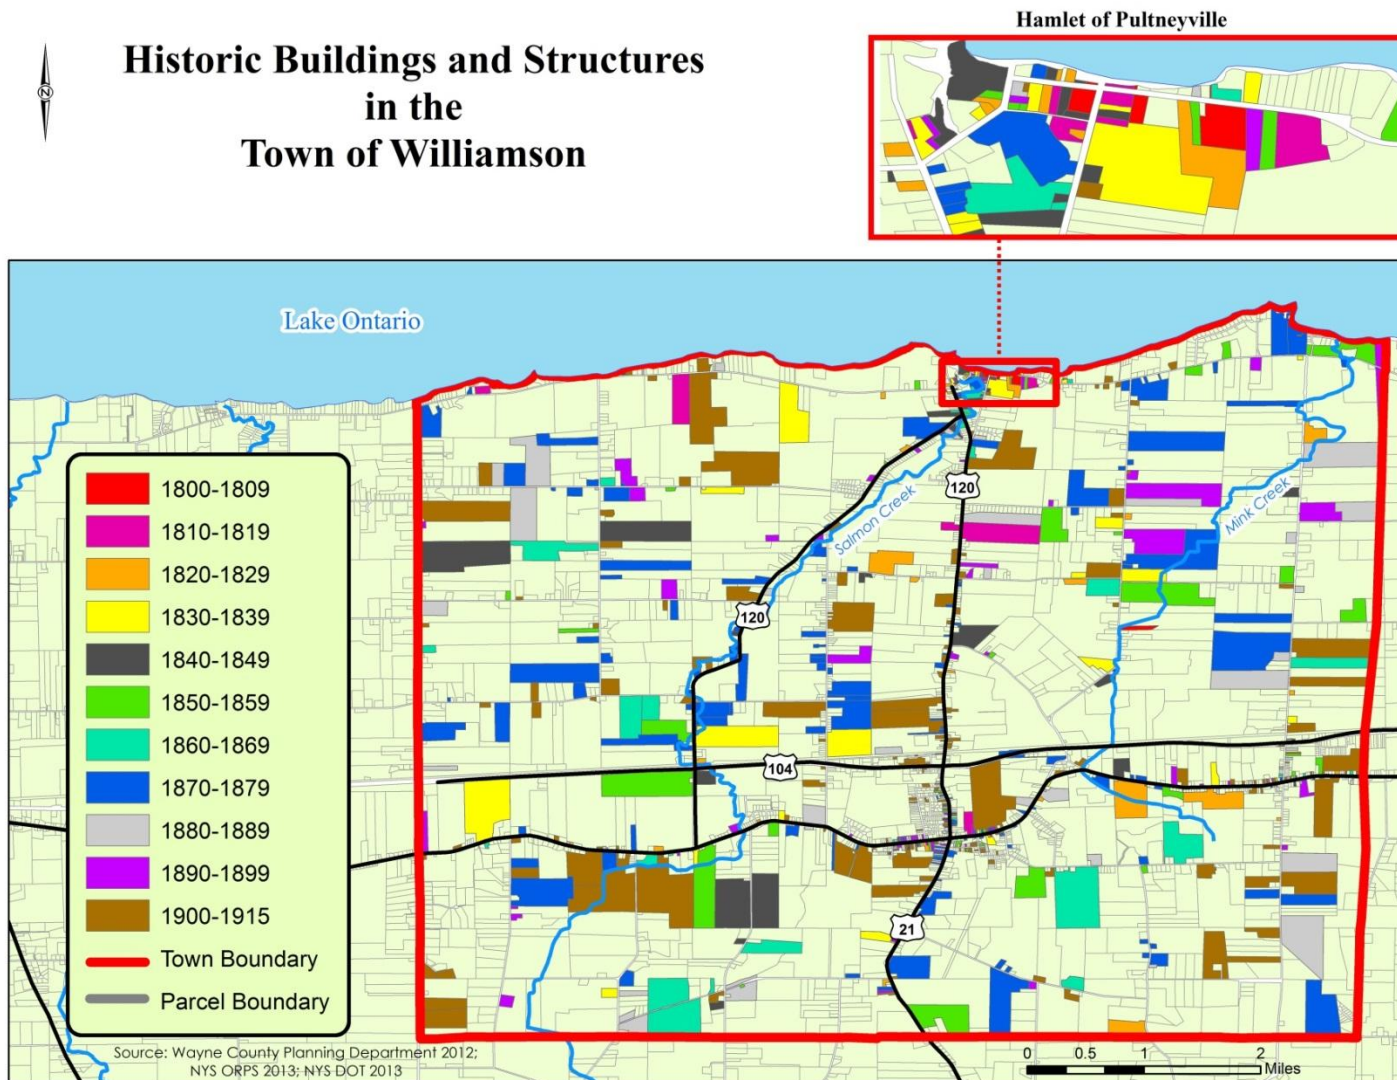 Historic Buildings and Structures
in the
Town of Williamson
N
Hamlet of Pultneyville
Lake Ontario
1800-1809
1810-1819
1820-1829
1830-1839
1840-1849
1850-1859
1860-1869
1870-1879
1880-1889
1890-1899
1900-1915
Town Boundary
Parcel Boundary
Salmon Creek
120
Mink Creek
120
104
21
Source: Wayne County Planning Department 2012;
NYS ORPS 2013; NYS DOT 2013
0 0.5 1 2
Miles